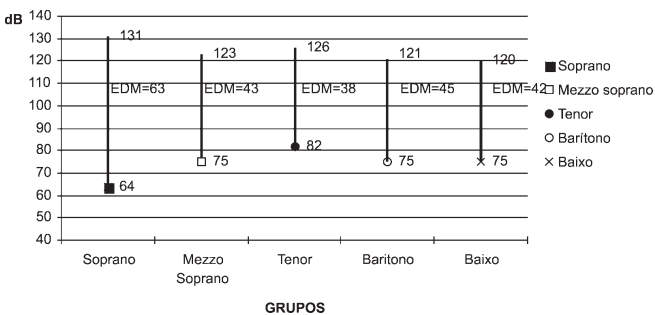 dB
140
130
120
110
100
90
80
70
60
50
40
131
123
126
121
120
EDM=63
EDM=43
EDM=38
EDM=45
EDM=42
64
75
82
75
75
Soprano
Mezzo
Soprano
Tenor
Baritono
Baixo
GRUPOS
Soprano
Mezzo soprano
Tenor
Barítono
Baixo